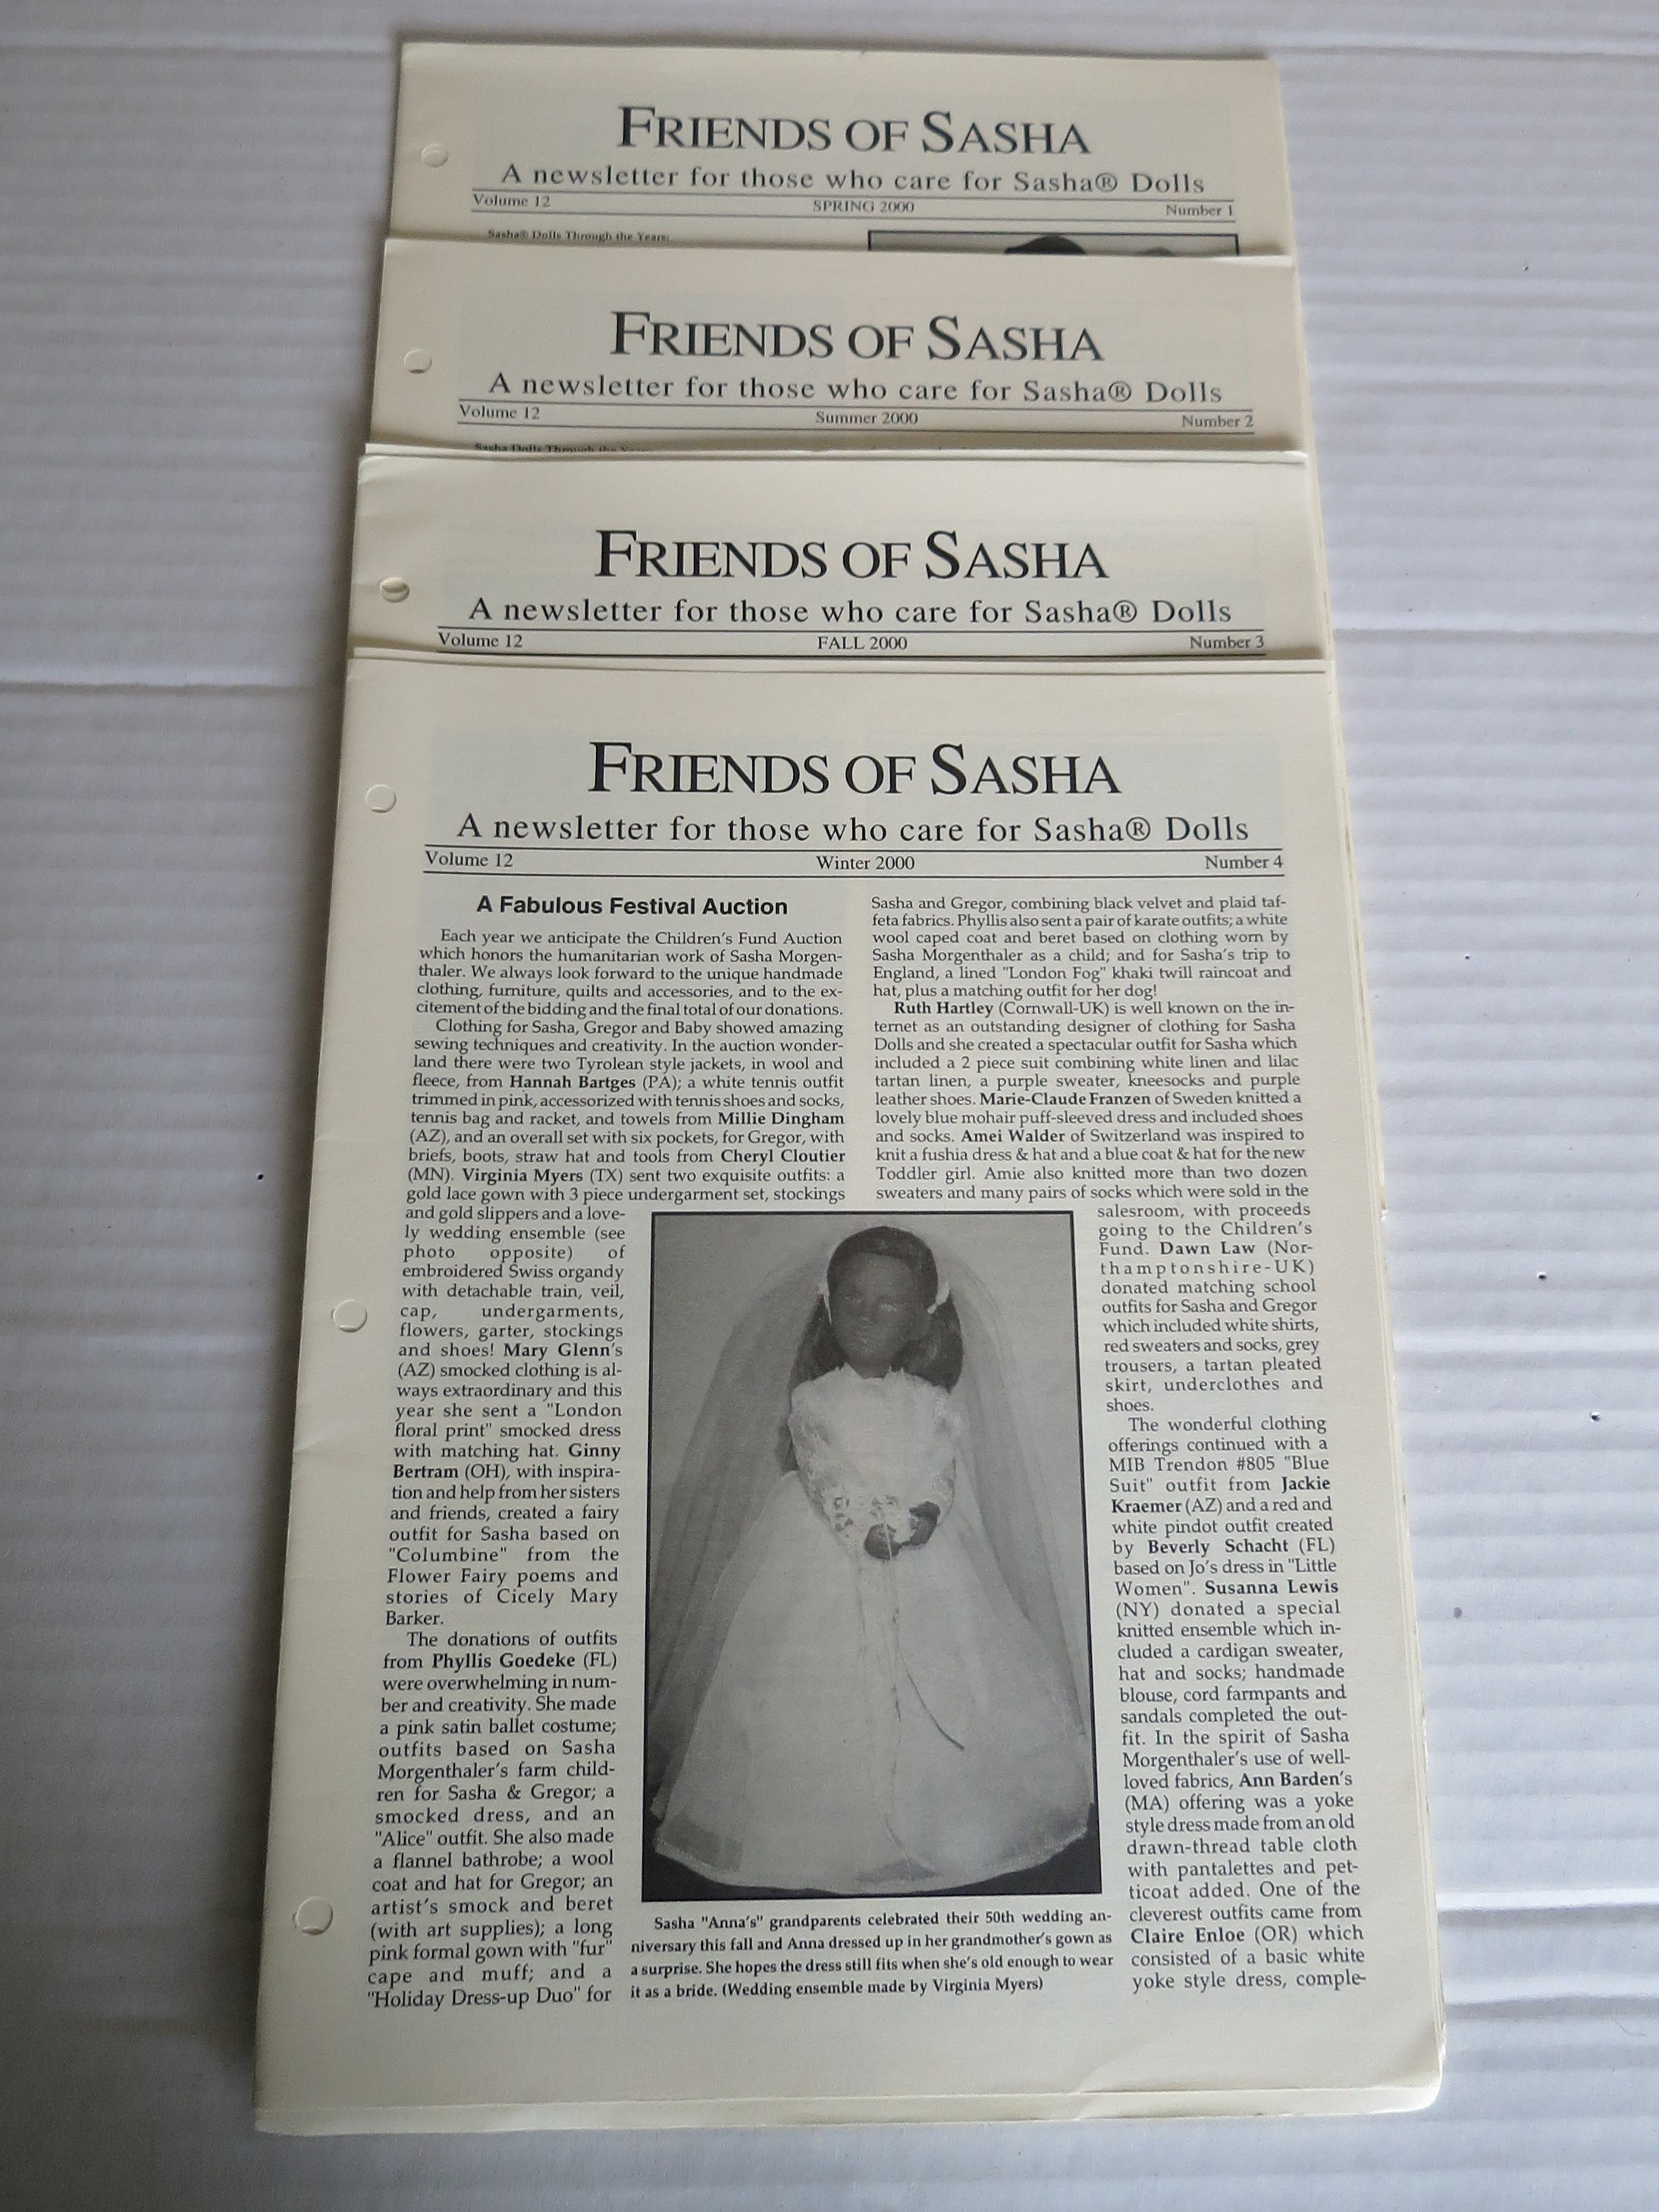 FRIENDS OF SASHA
A newsletter for those who care for Sasha® Dolls
Volume 12 SPRING 2000 Number 1
Sasha® Dolls Through the Years:
FRIENDS OF SASHA
A newsletter for those who care for Sasha® Dolls
Volume 12 Summer 2000 Number 2
Sasha Dolls Through the Years
FRIENDS OF SASHA
A newsletter for those who care for Sasha® Dolls
Volume 12 FALL 2000 Number 3
FRIENDS OF SASHA
A newsletter for those who care for Sasha® Dolls
Volume 12 Winter 2000 Number 4
A Fabulous Festival Auction
Each year we anticipate the Children's Fund Auction
which honors the humanitarian work of Sasha Morgen-
thaler. We always look forward to the unique handmade
clothing, furniture, quilts and accessories, and to the ex-
citement of the bidding and the final total of our donations.
Clothing for Sasha, Gregor and Baby showed amazing
sewing techniques and creativity. In the auction wonder-
land there were two Tyrolean style jackets, in wool and
fleece, from Hannah Bartges (PA); a white tennis outfit
trimmed in pink, accessorized with tennis shoes and socks,
tennis bag and racket, and towels from Millie Dingham
(AZ), and an overall set with six pockets, for Gregor, with
briefs, boots, straw hat and tools from Cheryl Cloutier
(MN). Virginia Myers (TX) sent two exquisite outfits: a
gold lace gown with 3 piece undergarment set, stockings
and gold slippers and a love-
ly wedding ensemble (see
photo opposite) of
embroidered Swiss organdy
with detachable train, veil,
cap, undergarments,
flowers, garter, stockings
and shoes! Mary Glenn's
(AZ) smocked clothing is al-
ways extraordinary and this
year she sent a "London
floral print" smocked dress
with matching hat. Ginny
Bertram (OH), with inspira-
tion and help from her sisters
and friends, created a fairy
outfit for Sasha based on
"Columbine" from the
Flower Fairy poems and
stories of Cicely Mary
Barker.
The donations of outfits
from Phyllis Goedeke (FL)
were overwhelming in num-
ber and creativity. She made
a pink satin ballet costume;
outfits based on Sasha
Morgenthaler's farm child-
ren for Sasha & Gregor; a
smocked dress, and an
"Alice" outfit. She also made
a flannel bathrobe; a wool
coat and hat for Gregor; an
artist's smock and beret
(with art supplies); a long
pink formal gown with "fur"
cape and muff; and a
"Holiday Dress-up Duo" for
Sasha and Gregor, combining black velvet and plaid taf-
feta fabrics. Phyllis also sent a pair of karate outfits; a white
wool caped coat and beret based on clothing worn by
Sasha Morgenthaler as a child; and for Sasha's trip to
England, a lined "London Fog" khaki twill raincoat and
hat, plus a matching outfit for her dog!
Ruth Hartley (Cornwall-UK) is well known on the in-
ternet as an outstanding designer of clothing for Sasha
Dolls and she created a spectacular outfit for Sasha which
included a 2 piece suit combining white linen and lilac
tartan linen, a purple sweater, kneesocks and purple
leather shoes. Marie-Claude Franzen of Sweden knitted a
lovely blue mohair puff-sleeved dress and included shoes
and socks. Amei Walder of Switzerland was inspired to
knit a fushia dress & hat and a blue coat & hat for the new
Toddler girl. Amie also knitted more than two dozen
sweaters and many pairs of socks which were sold in the
salesroom, with proceeds
going to the Children's
Fund. Dawn Law (Nor-
thamptonshire-UK)
donated matching school
outfits for Sasha and Gregor
which included white shirts,
red sweaters and socks, grey
trousers, a tartan pleated
skirt, underclothes and
shoes.
The wonderful clothing
offerings continued with a
MIB Trendon #805 "Blue
Suit" outfit from Jackie
Kraemer (AZ) and a red and
white pindot outfit created
by Beverly Schacht (FL)
based on Jo's dress in "Little
Women". Susanna Lewis
(NY) donated a special
knitted ensemble which in-
cluded a cardigan sweater,
hat and socks; handmade
blouse, cord farmpants and
sandals completed the out-
fit. In the spirit of Sasha
Morgenthaler's use of well-
loved fabrics, Ann Barden's
(MA) offering was a yoke
style dress made from an old
drawn-thread table cloth
with pantalettes and pet-
ticoat added. One of the
cleverest outfits came from
Claire Enloe (OR) which
consisted of a basic white
yoke style dress, comple-
Sasha "Anna's" grandparents celebrated their 50th wedding an-
niversary this fall and Anna dressed up in her grandmother's gown as
a surprise. She hopes the dress still fits when she's old enough to wear
it as a bride. (Wedding ensemble made by Virginia Myers)